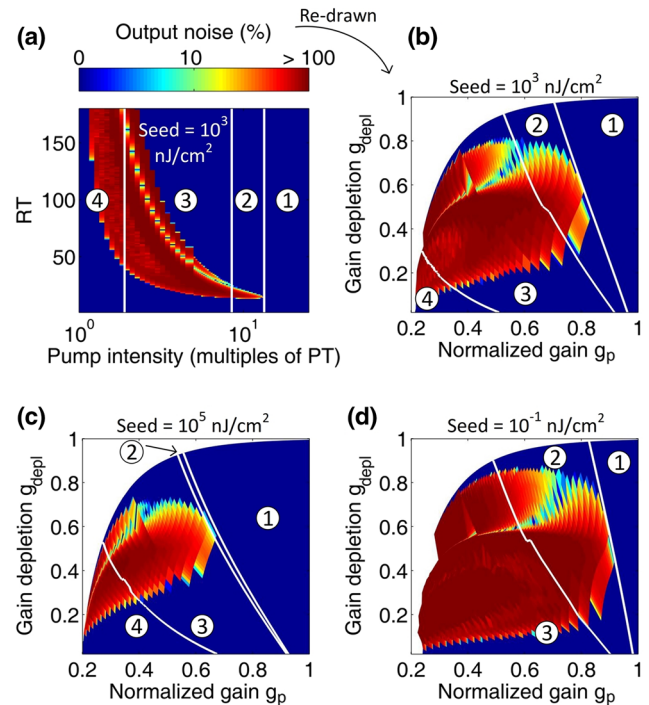 Re-drawn
(a)
Output noise (%)
0
10
> 100
Seed = 10³
nJ/cm²
RT
150
100
50
4
3
2
1
10⁰
10¹
Pump intensity (multiples of PT)
(b)
Seed = 10³ nJ/cm²
Gain depletion g_depl
1
0.8
0.6
0.4
0.2
2
1
3
4
0.2 0.4 0.6 0.8 1
Normalized gain g_p
(c)
Seed = 10⁵ nJ/cm²
Gain depletion g_depl
1
0.8
0.6
0.4
0.2
2
1
4
3
0.2 0.4 0.6 0.8 1
Normalized gain g_p
(d)
Seed = 10⁻¹ nJ/cm²
Gain depletion g_depl
1
0.8
0.6
0.4
0.2
2
1
3
0.2 0.4 0.6 0.8 1
Normalized gain g_p